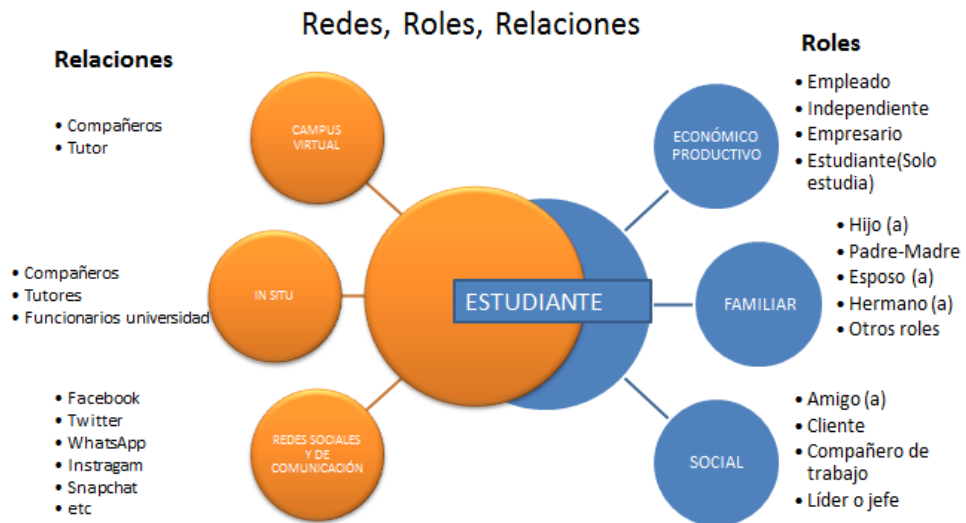 Redes, Roles, Relaciones
Relaciones
• Compañeros
• Tutor
CAMPUS
VIRTUAL
• Compañeros
• Tutores
• Funcionarios universidad
IN SITU
• Facebook
• Twitter
• WhatsApp
• Instragam
• Snapchat
• etc
REDES SOCIALES
Y DE
COMUNICACIÓN
ESTUDIANTE
Roles
ECONÓMICO
PRODUCTIVO
• Empleado
• Independiente
• Empresario
• Estudiante(Solo
estudia)
FAMILIAR
• Hijo (a)
• Padre-Madre
• Esposo (a)
• Hermano (a)
• Otros roles
SOCIAL
• Amigo (a)
• Cliente
• Compañero de
trabajo
• Líder o jefe